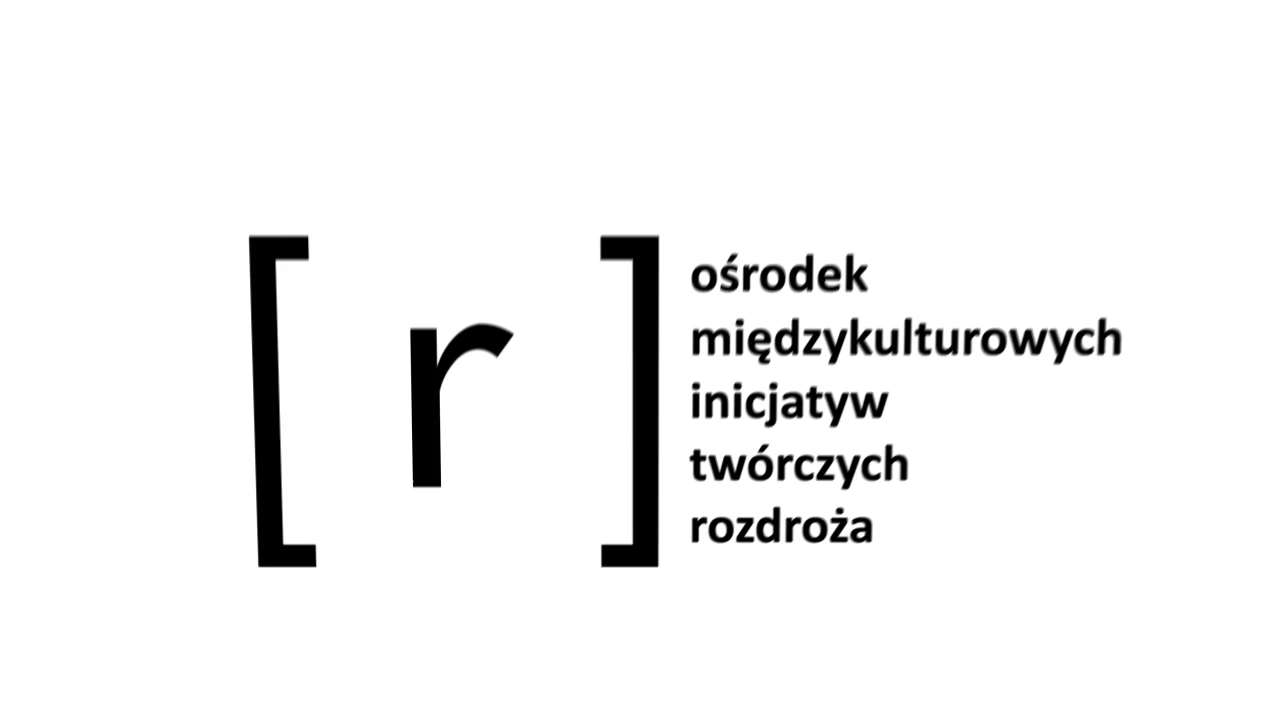 [ r ]
ośrodek
międzykulturowych
inicjatyw
twórczych
rozdroża